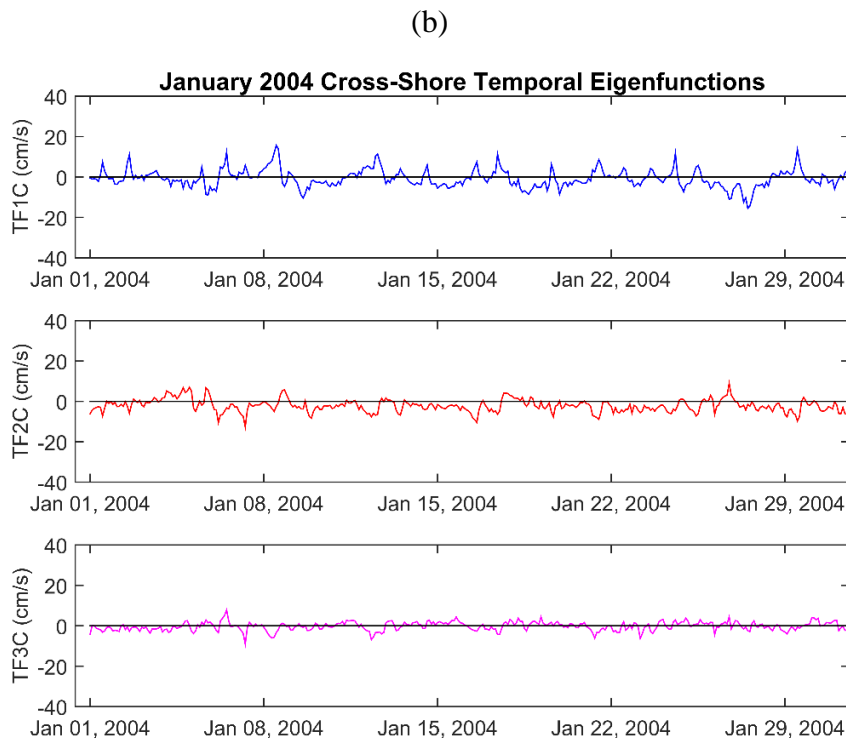 (b)
January 2004 Cross-Shore Temporal Eigenfunctions
40
20
0
-20
-40
TF1C (cm/s)
Jan 01, 2004 Jan 08, 2004 Jan 15, 2004 Jan 22, 2004 Jan 29, 2004
40
20
0
-20
-40
TF2C (cm/s)
Jan 01, 2004 Jan 08, 2004 Jan 15, 2004 Jan 22, 2004 Jan 29, 2004
40
20
0
-20
-40
TF3C (cm/s)
Jan 01, 2004 Jan 08, 2004 Jan 15, 2004 Jan 22, 2004 Jan 29, 2004